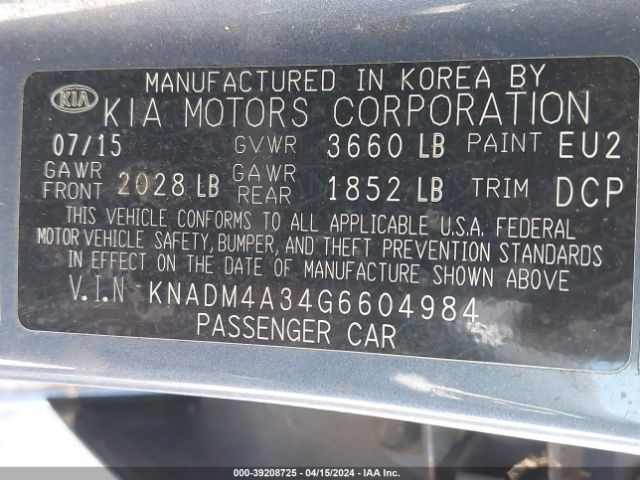 MANUFACTURED IN KOREA BY
KIA KIA MOTORS CORPORATION
07/15 GVWR 3660 LB PAINT EU2
GAWR FRONT 2028 LB GAWR REAR 1852 LB TRIM DCP
THIS VEHICLE CONFORMS TO ALL APPLICABLE U.S.A. FEDERAL
MOTOR VEHICLE SAFETY, BUMPER, AND THEFT PREVENTION STANDARDS
IN EFFECT ON THE DATE OF MANUFACTURE SHOWN ABOVE
V.I.N KNADM4A34G6604984
PASSENGER CAR
000-39208725 - 04/15/2024 - IAA Inc.